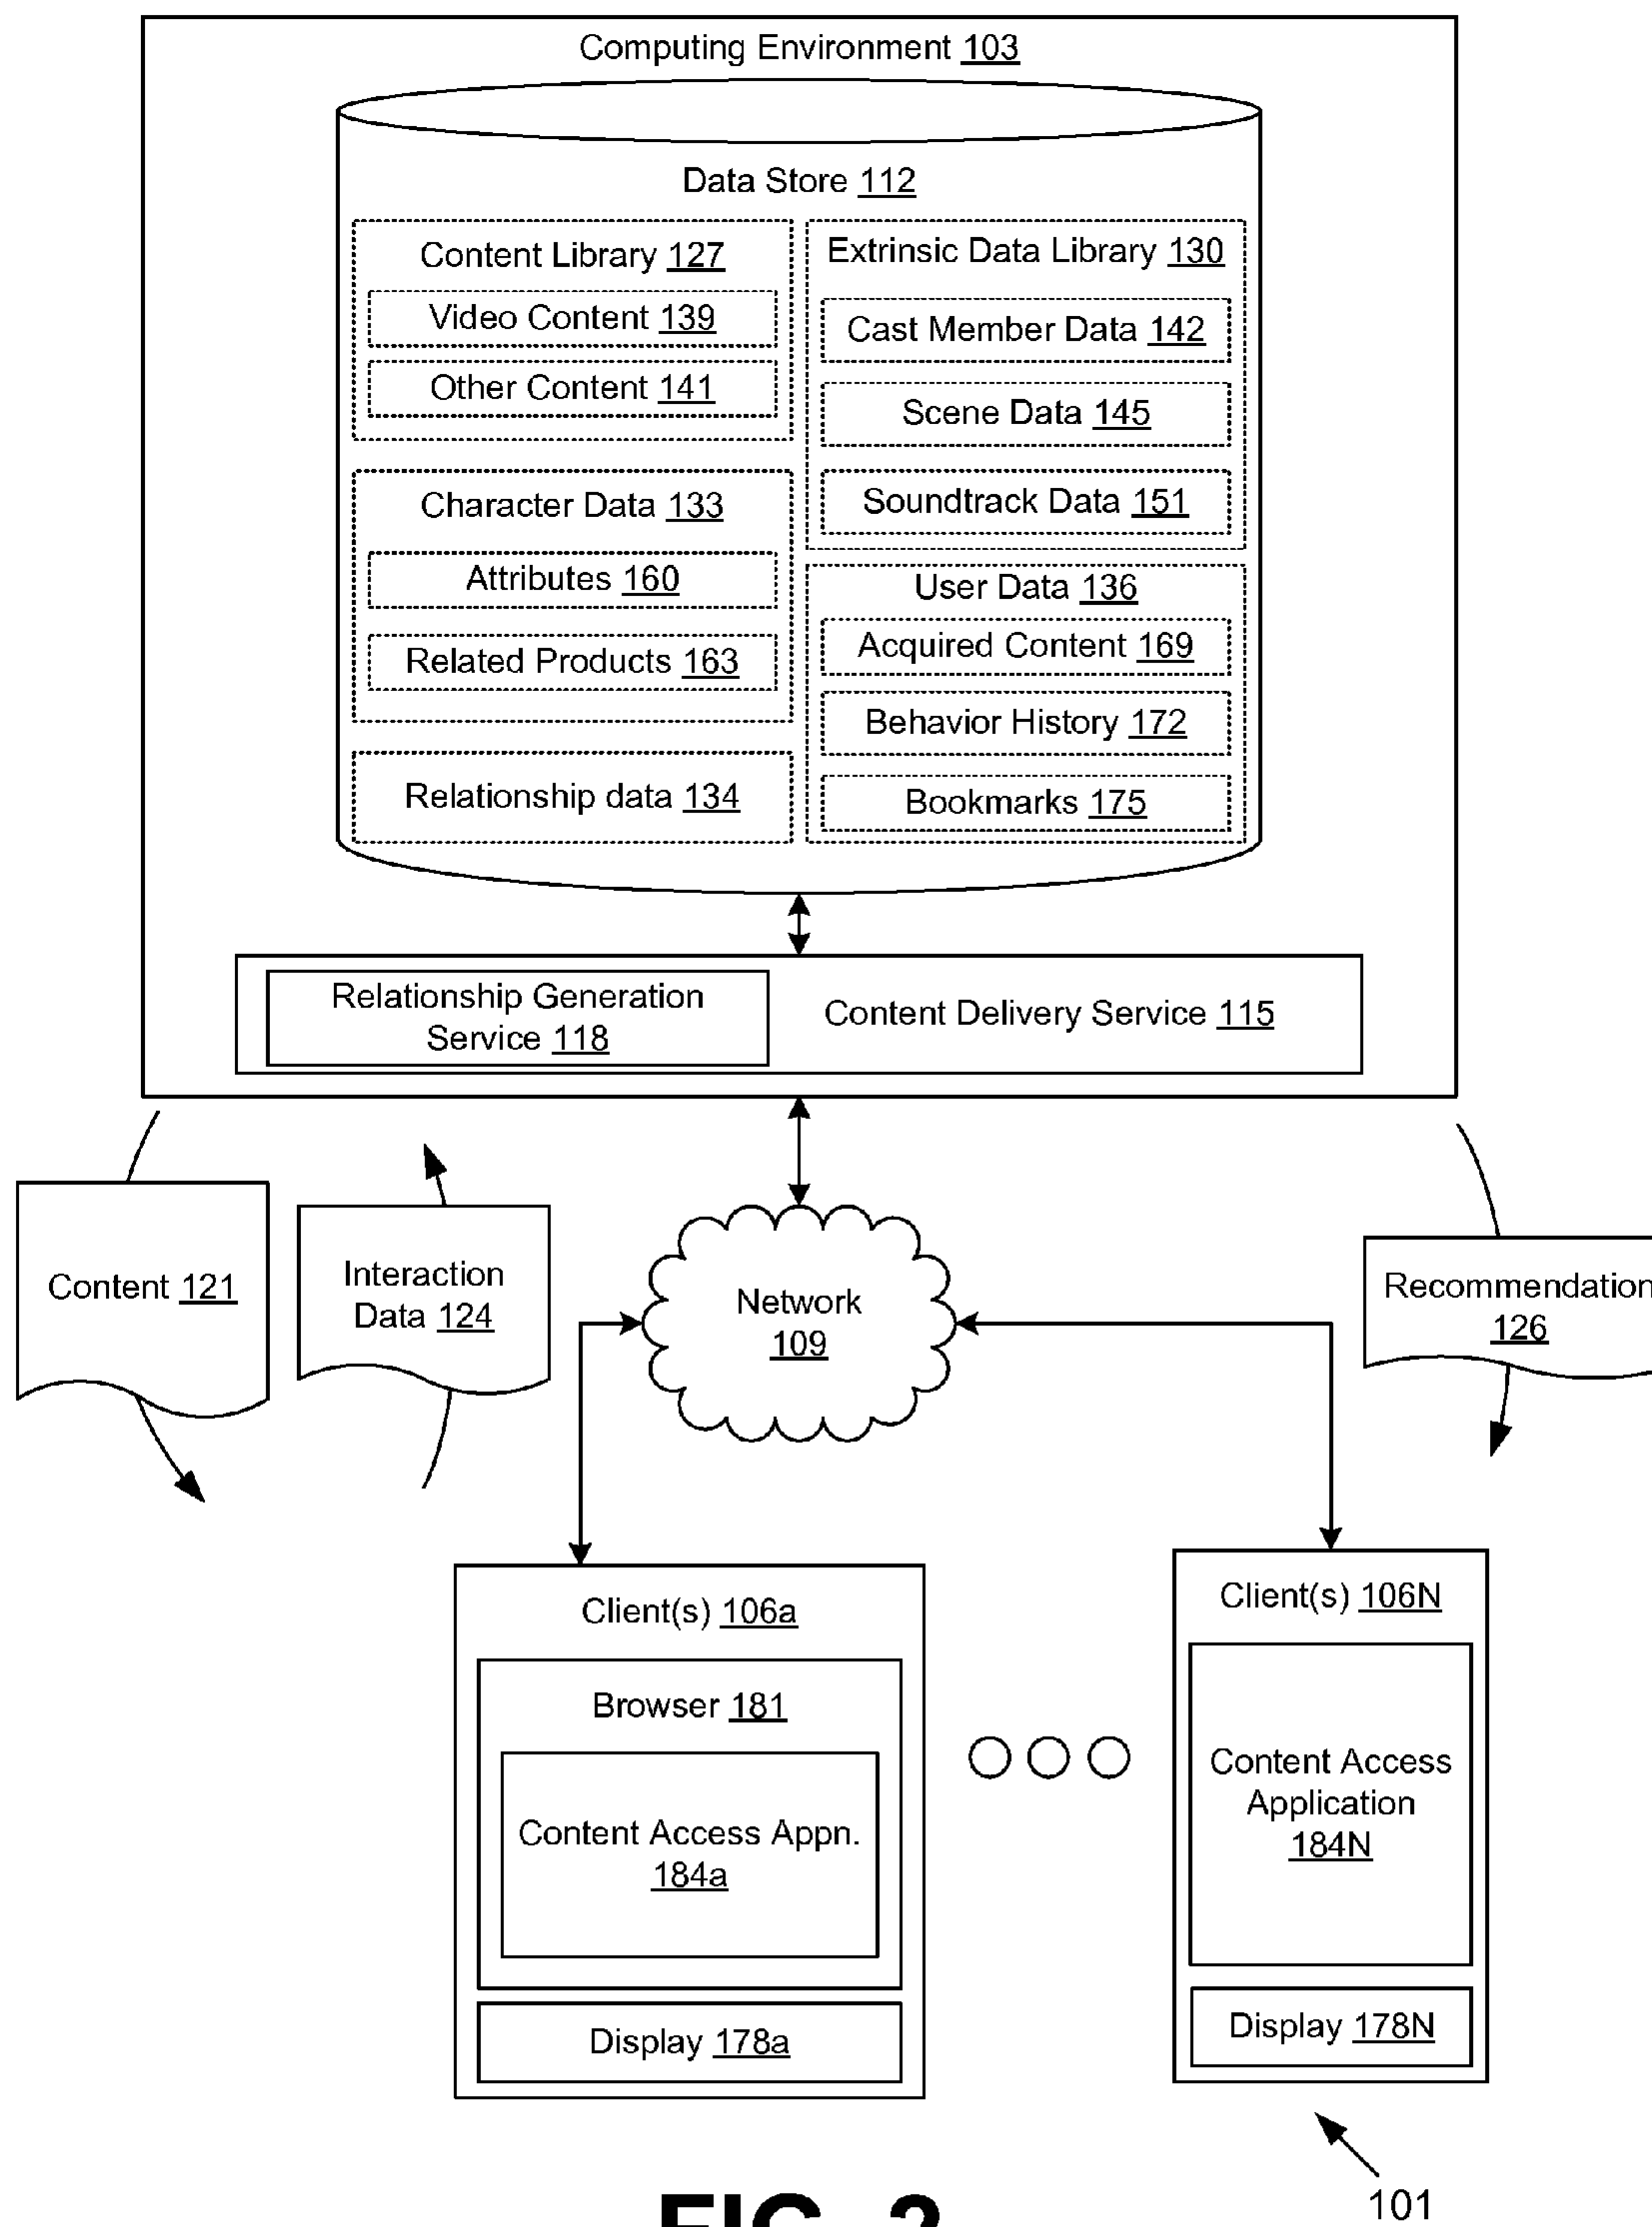 Computing Environment 103
Data Store 112
Content Library 127
Video Content 139
Other Content 141
Character Data 133
Attributes 160
Related Products 163
Relationship data 134
Extrinsic Data Library 130
Cast Member Data 142
Scene Data 145
Soundtrack Data 151
User Data 136
Acquired Content 169
Behavior History 172
Bookmarks 175
Relationship Generation
Service 118
Content Delivery Service 115
Content 121
Interaction
Data 124
Network
109
Recommendation
126
Client(s) 106a
Browser 181
Content Access Appn.
184a
Display 178a
Client(s) 106N
Content Access
Application
184N
Display 178N
101
FIG. 2